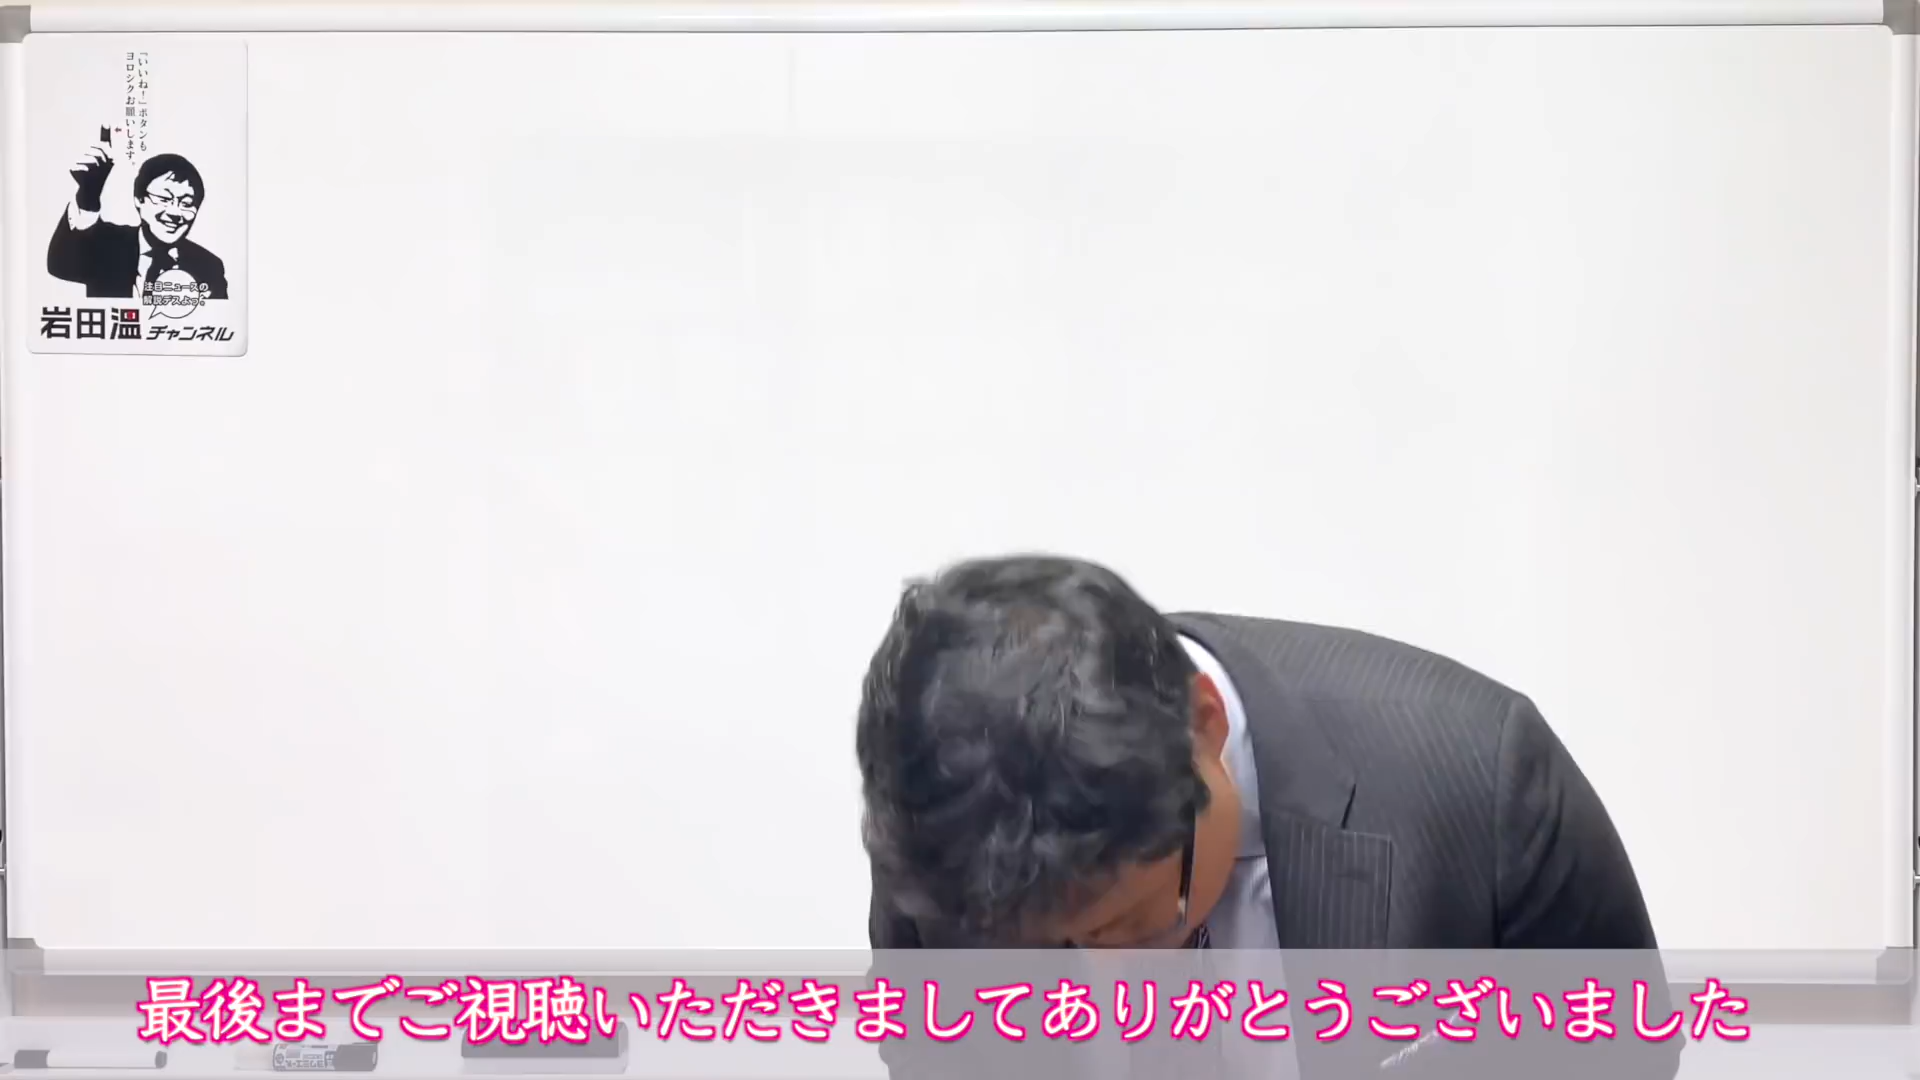 「いいね！」ボタンも
ヨロシクお願いします。
注目ニュースの
解説デスよっ。
岩田温チャンネル
最後までご視聴いただきましてありがとうございました